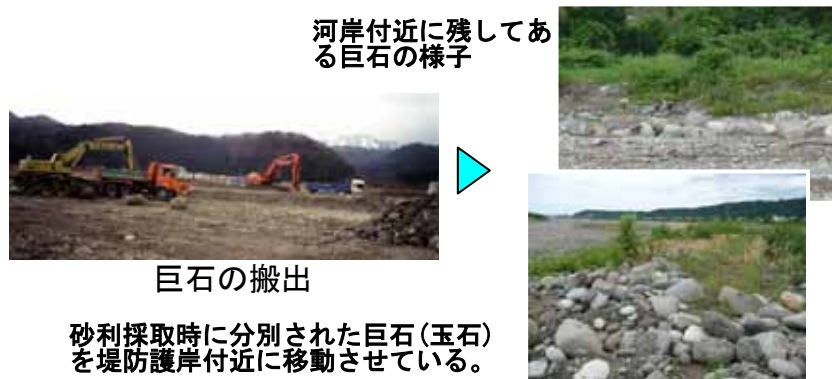 河岸付近に残してあ
る巨石の様子
巨石の搬出
砂利採取時に分別された巨石(玉石)
を堤防護岸付近に移動させている。